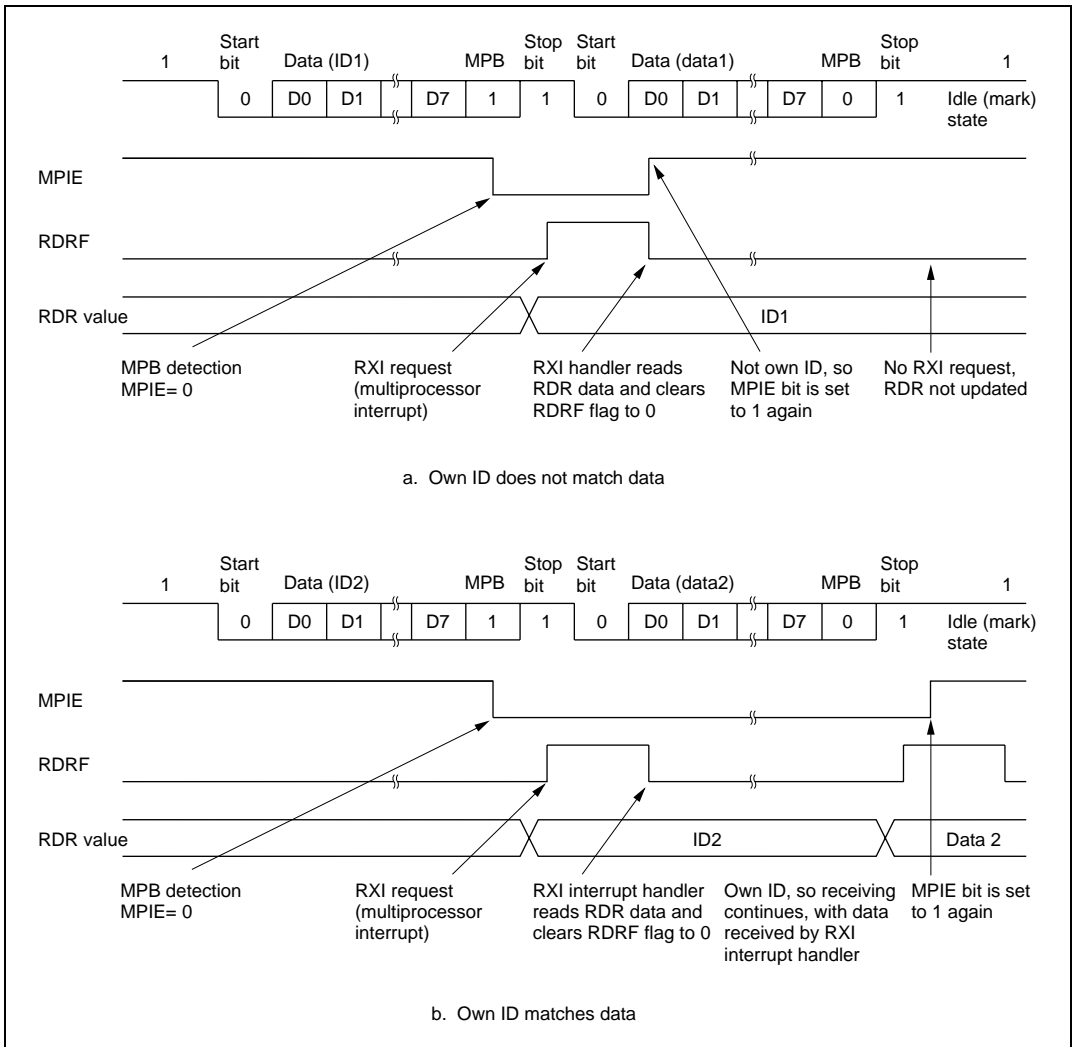 Start bit Data (ID1) MPB Stop bit Start bit Data (data1) MPB Stop bit
1 1
0 D0 D1 D7 1 1 0 D0 D1 D7 0 1 Idle (mark) state
MPIE
RDRF
RDR value ID1
MPB detection
MPIE= 0
RXI request
(multiprocessor
interrupt)
RXI handler reads
RDR data and clears
RDRF flag to 0
Not own ID, so
MPIE bit is set
to 1 again
No RXI request,
RDR not updated
a. Own ID does not match data
Start bit Data (ID2) MPB Stop bit Start bit Data (data2) MPB Stop bit
1 1
0 D0 D1 D7 1 1 0 D0 D1 D7 0 1 Idle (mark) state
MPIE
RDRF
RDR value ID2 Data 2
MPB detection
MPIE= 0
RXI request
(multiprocessor
interrupt)
RXI interrupt handler
reads RDR data and
clears RDRF flag to 0
Own ID, so receiving
continues, with data
received by RXI
interrupt handler
MPIE bit is set
to 1 again
b. Own ID matches data